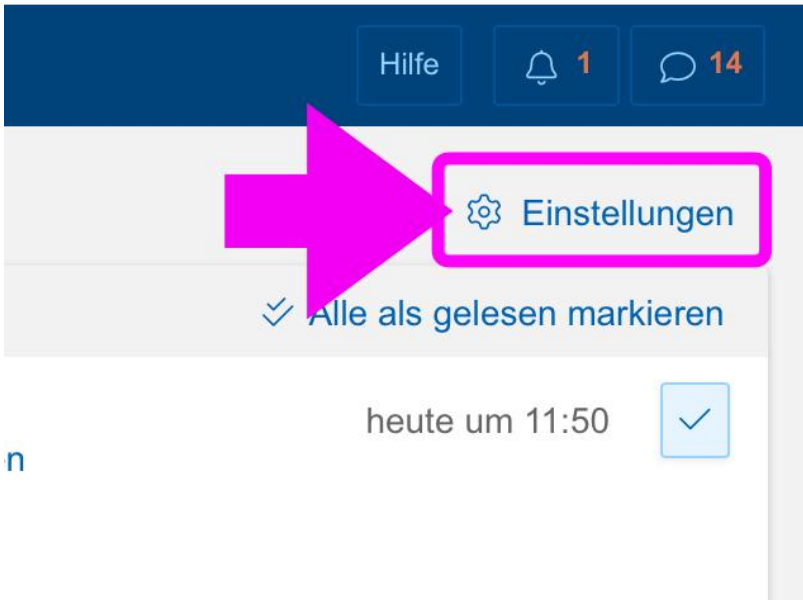 Hilfe 1 14
Einstellungen
Alle als gelesen markieren
heute um 11:50
n